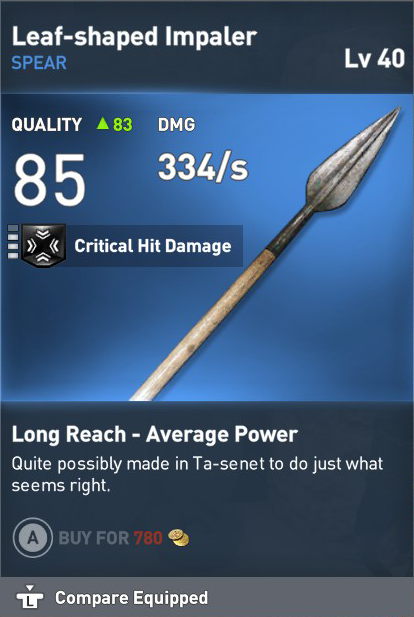 Leaf-shaped Impaler
SPEAR
Lv 40
QUALITY ▲83 DMG
85 334/s
Critical Hit Damage
Long Reach - Average Power
Quite possibly made in Ta-senet to do just what
seems right.
A BUY FOR 780
L Compare Equipped